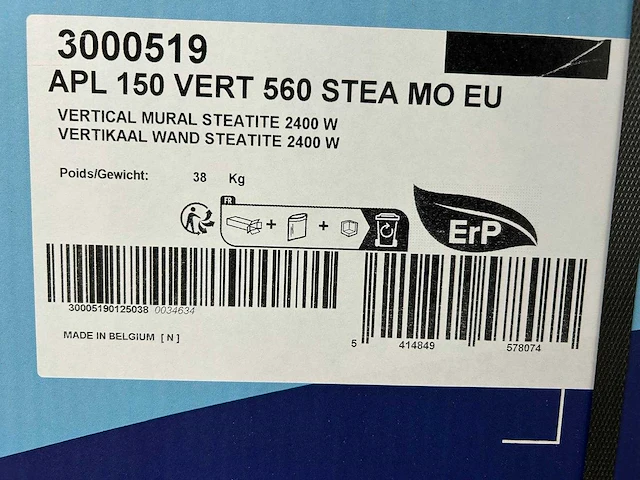 3000519
APL 150 VERT 560 STEA MO EU
VERTICAL MURAL STEATITE 2400 W
VERTIKAAL WAND STEATITE 2400 W
Poids/Gewicht: 38 Kg
FR
+ +
ErP
30005190125038 0034634
5 414849 578074
MADE IN BELGIUM [ N ]